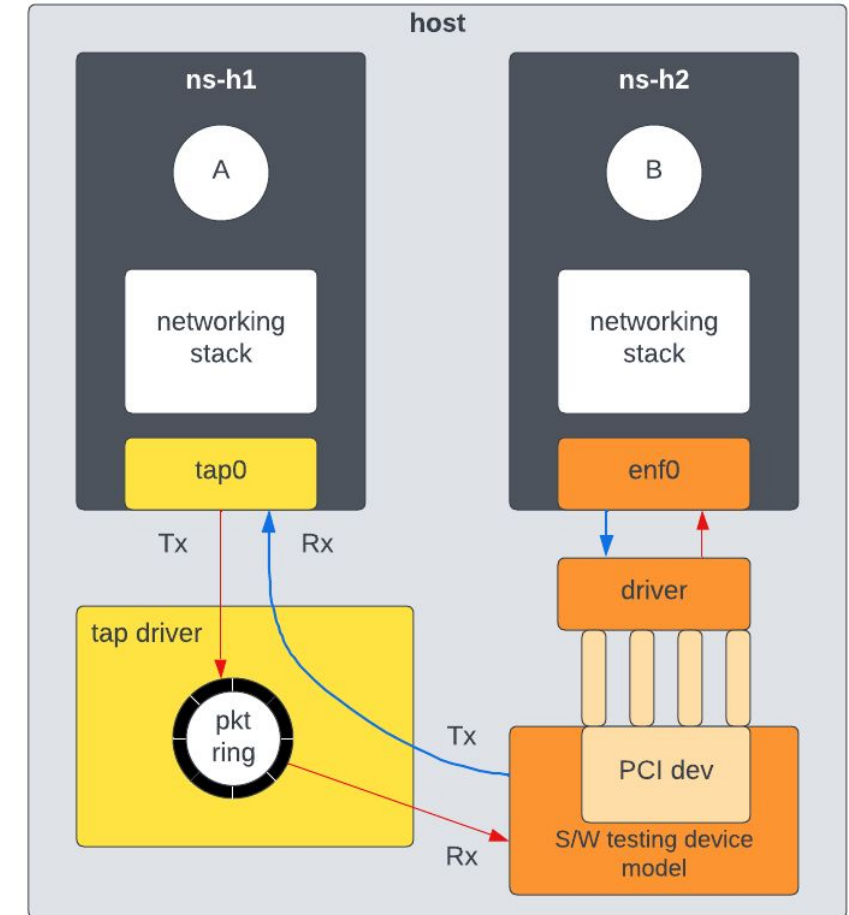 host
ns-h1
A
networking
stack
tap0
ns-h2
B
networking
stack
enf0
Tx
Rx
driver
tap driver
pkt
ring
Tx
Rx
PCI dev
S/W testing device
model